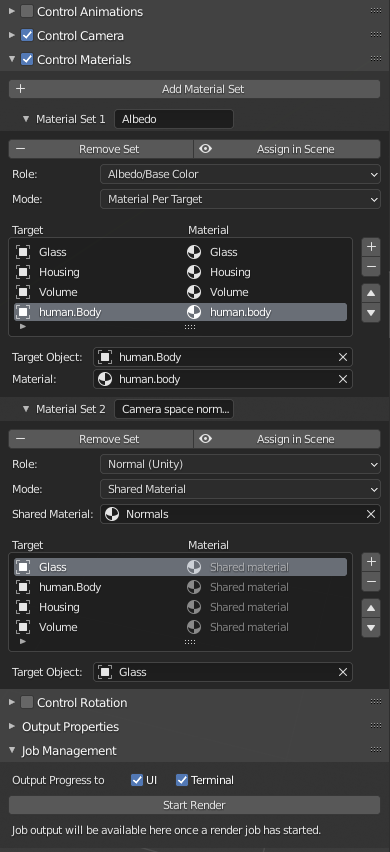 Control Animations
Control Camera
Control Materials
Add Material Set
Material Set 1 Albedo
Remove Set Assign in Scene
Role: Albedo/Base Color
Mode: Material Per Target
Target Material
Glass Glass
Housing Housing
Volume Volume
human.Body human.body
Target Object: human.Body
Material: human.body
Material Set 2 Camera space norm...
Remove Set Assign in Scene
Role: Normal (Unity)
Mode: Shared Material
Shared Material: Normals
Target Material
Glass Shared material
human.Body Shared material
Housing Shared material
Volume Shared material
Target Object: Glass
Control Rotation
Output Properties
Job Management
Output Progress to UI Terminal
Start Render
Job output will be available here once a render job has started.